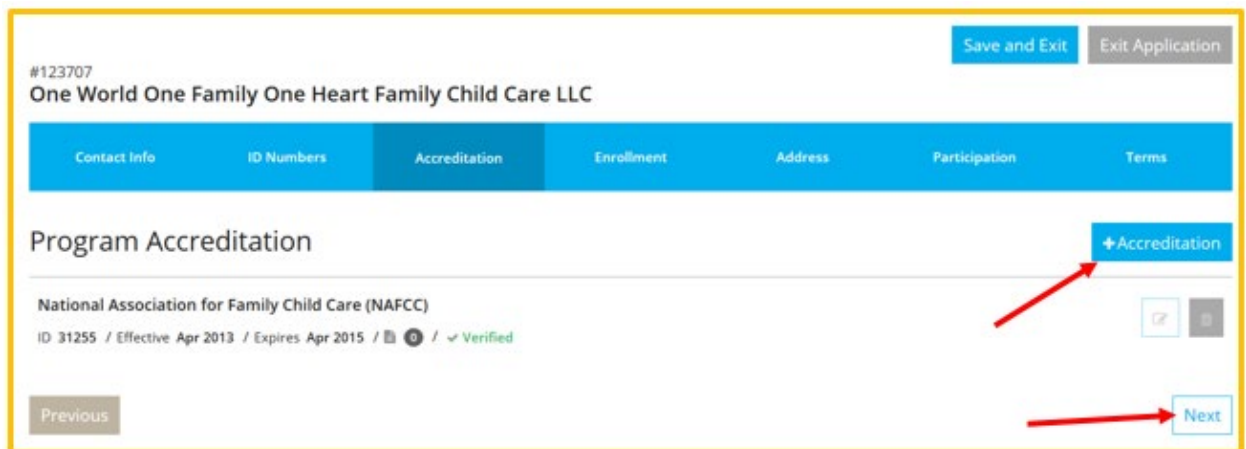 Save and Exit Exit Application
#123707
One World One Family One Heart Family Child Care LLC
Contact Info ID Numbers Accreditation Enrollment Address Participation Terms
Program Accreditation +Accreditation
National Association for Family Child Care (NAFCC)
ID 31255 / Effective Apr 2013 / Expires Apr 2015 / 0 / ✓ Verified
Previous Next